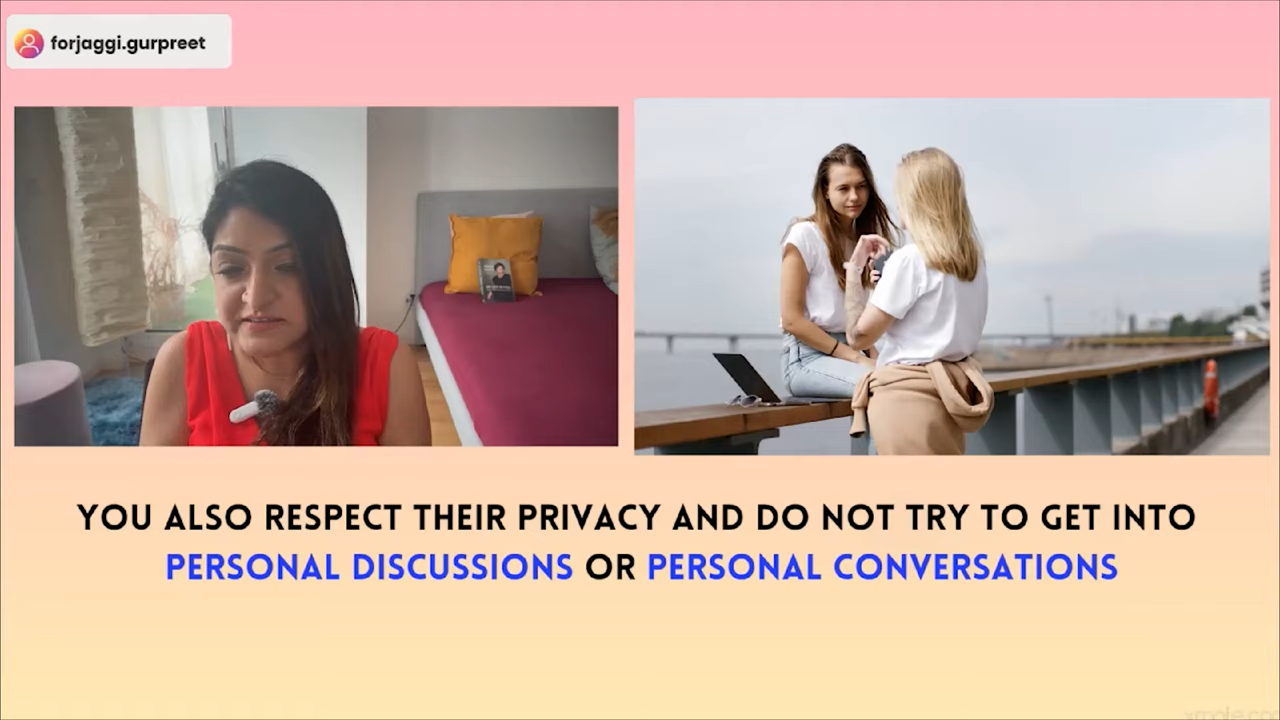 forjaggi.gurpreet
YOU ALSO RESPECT THEIR PRIVACY AND DO NOT TRY TO GET INTO
PERSONAL DISCUSSIONS OR PERSONAL CONVERSATIONS